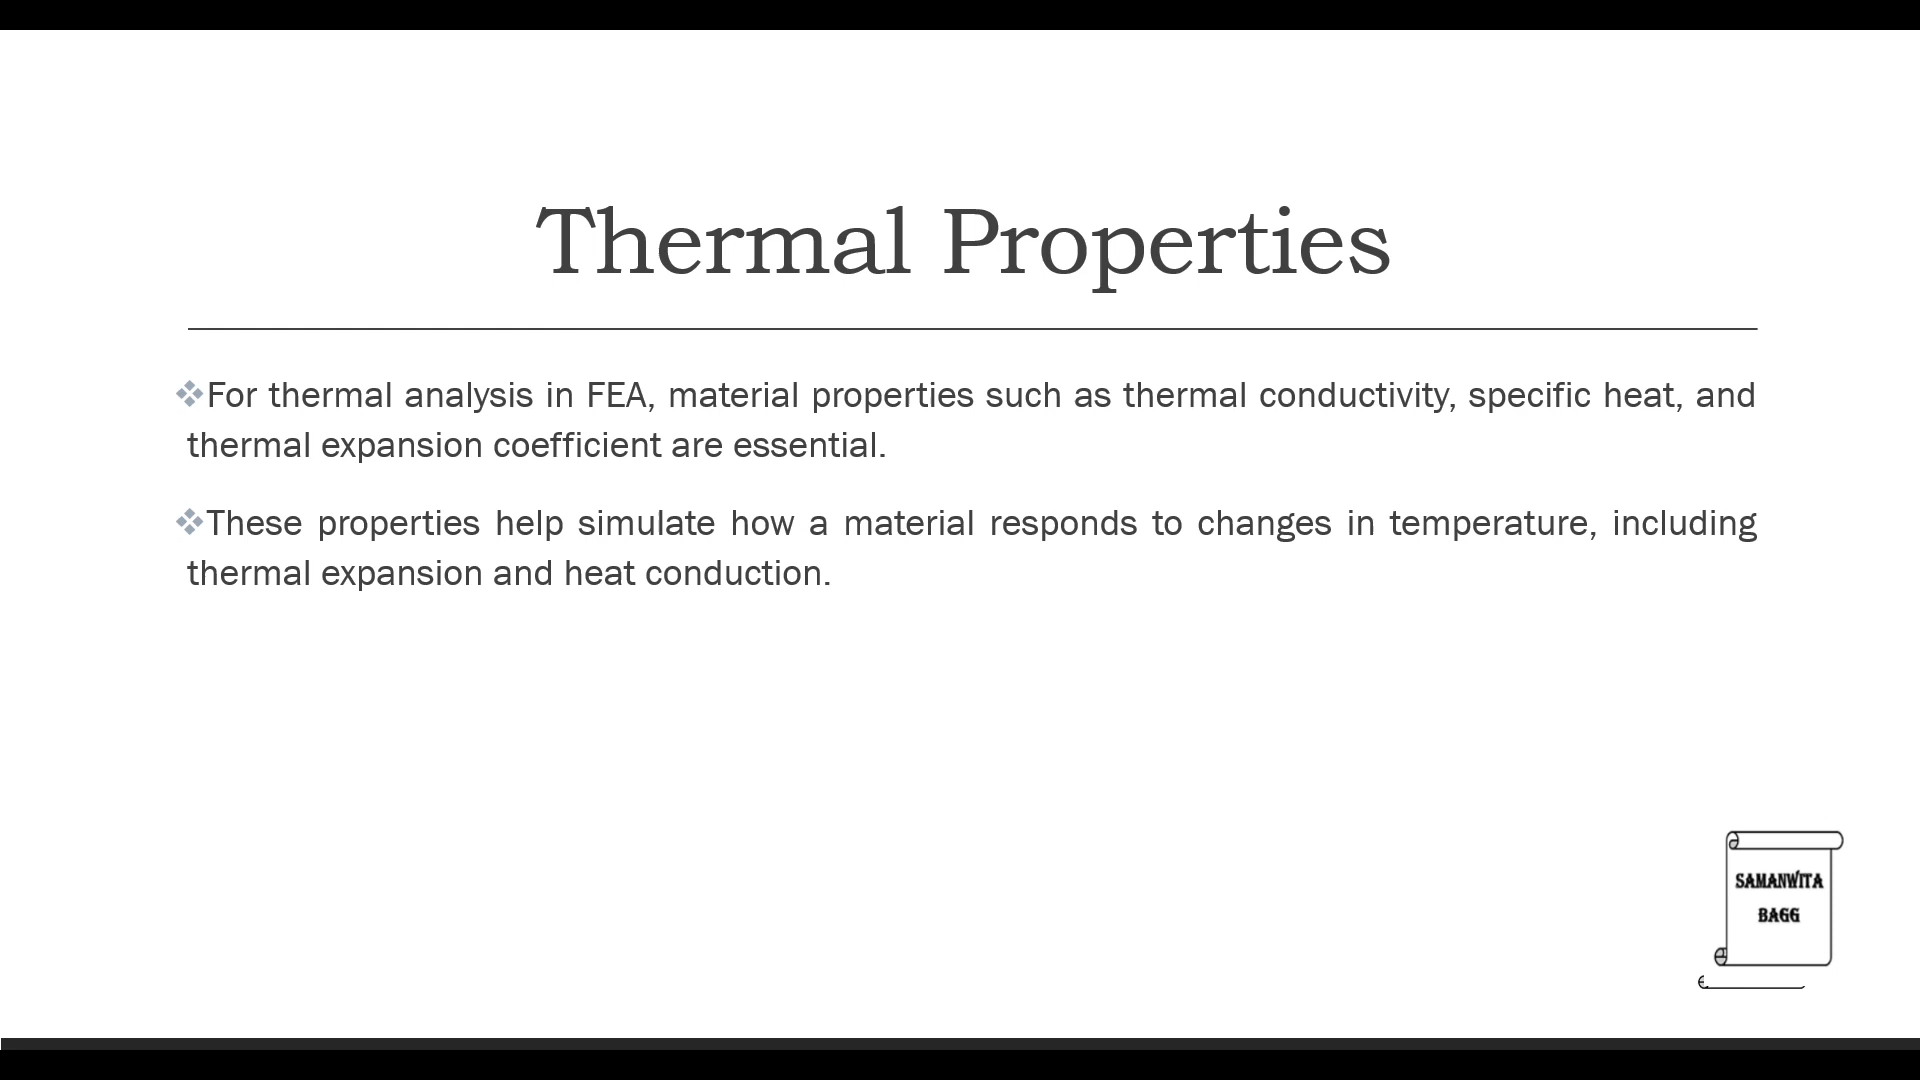 Thermal Properties
❖For thermal analysis in FEA, material properties such as thermal conductivity, specific heat, and
thermal expansion coefficient are essential.
❖These properties help simulate how a material responds to changes in temperature, including
thermal expansion and heat conduction.
SAMANWITA
BAGG